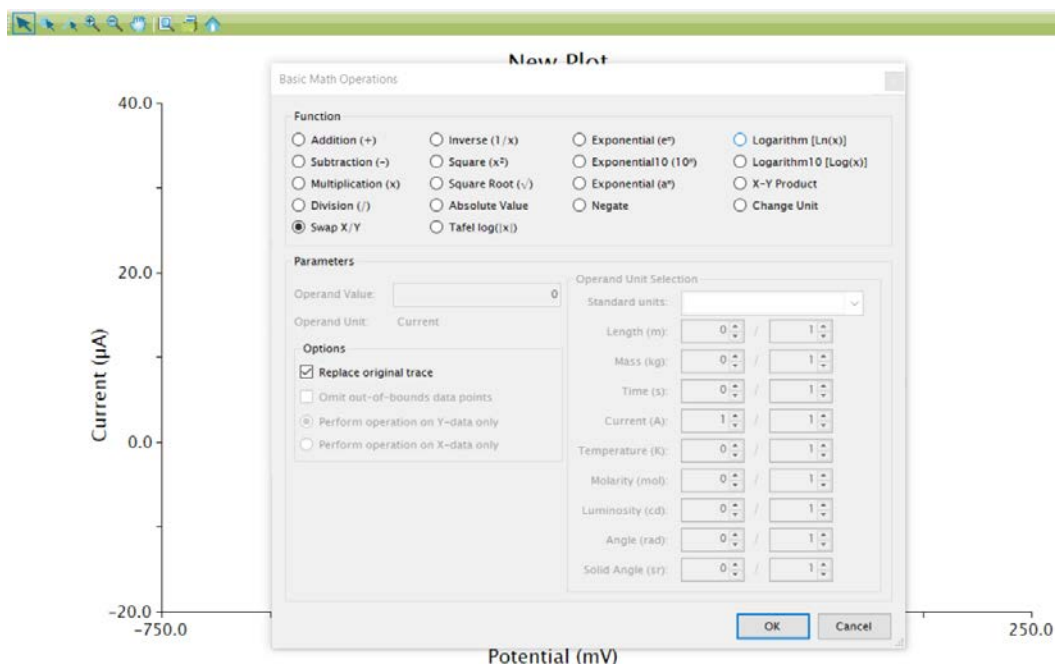 New Plot
Basic Math Operations
Function
Addition (+) Inverse (1/x) Exponential (eˣ) Logarithm [Ln(x)]
Subtraction (-) Square (x²) Exponential10 (10ˣ) Logarithm10 [Log(x)]
Multiplication (x) Square Root (√) Exponential (aˣ) X-Y Product
Division (/) Absolute Value Negate Change Unit
Swap X/Y Tafel log(|x|)
Parameters
Operand Value: 0
Operand Unit: Current
Options
Replace original trace
Omit out-of-bounds data points
Perform operation on Y-data only
Perform operation on X-data only
Operand Unit Selection
Standard units:
Length (m): 0 / 1
Mass (kg): 0 / 1
Time (s): 0 / 1
Current (A): 1 / 1
Temperature (K): 0 / 1
Molarity (mol): 0 / 1
Luminosity (cd): 0 / 1
Angle (rad): 0 / 1
Solid Angle (sr): 0 / 1
OK Cancel
40.0
20.0
0.0
-20.0
Current (µA)
-750.0 250.0
Potential (mV)